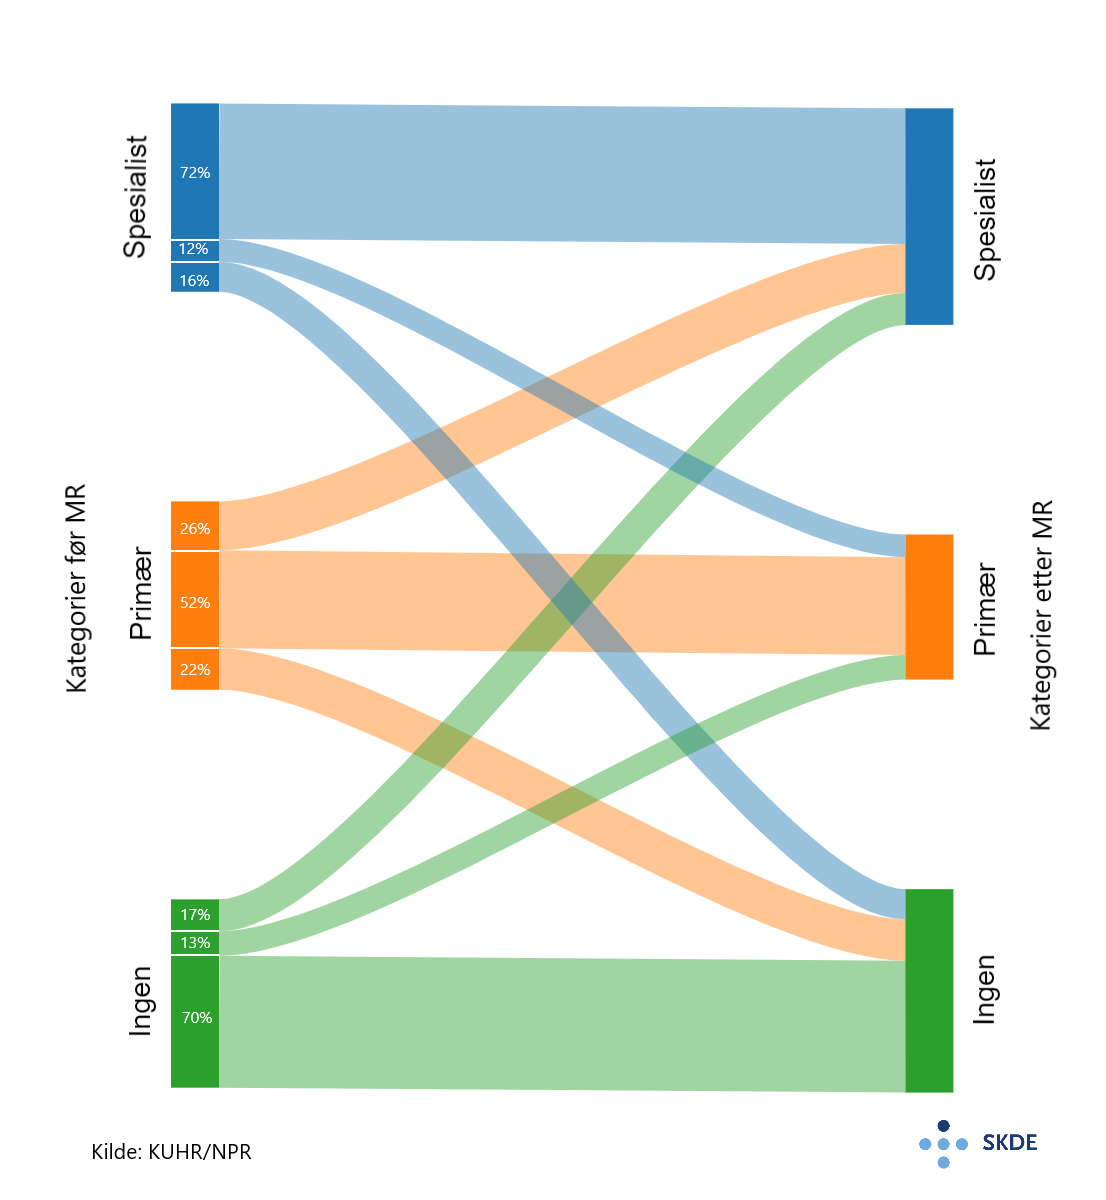 Kategorier før MR
Spesialist
72%
12%
16%
Primær
26%
52%
22%
Ingen
17%
13%
70%
Spesialist
Primær
Ingen
Kategorier etter MR
Kilde: KUHR/NPR
SKDE